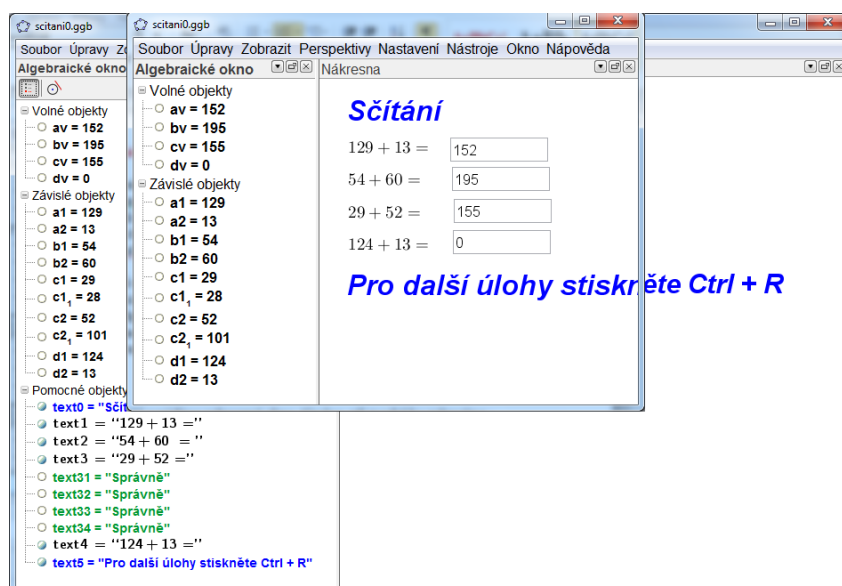 scitani0.ggb
Soubor Úpravy
Algebraické okno
Volné objekty
av = 152
bv = 195
cv = 155
dv = 0
Závislé objekty
a1 = 129
a2 = 13
b1 = 54
b2 = 60
c1 = 29
c1₁ = 28
c2 = 52
c2₁ = 101
d1 = 124
d2 = 13
Pomocné objekty
text0 = "Sčít
text1 = “129 + 13 =”
text2 = “54 + 60 = ”
text3 = “29 + 52 =”
text31 = "Správně"
text32 = "Správně"
text33 = "Správně"
text34 = "Správně"
text4 = “124 + 13 =”
text5 = "Pro další úlohy stiskněte Ctrl + R"
scitani0.ggb
Soubor Úpravy Zobrazit Perspektivy Nastavení Nástroje Okno Nápověda
Algebraické okno
Volné objekty
av = 152
bv = 195
cv = 155
dv = 0
Závislé objekty
a1 = 129
a2 = 13
b1 = 54
b2 = 60
c1 = 29
c1₁ = 28
c2 = 52
c2₁ = 101
d1 = 124
d2 = 13
Nákresna
Sčítání
129 + 13 = 152
54 + 60 = 195
29 + 52 = 155
124 + 13 = 0
Pro další úlohy stiskněte Ctrl + R